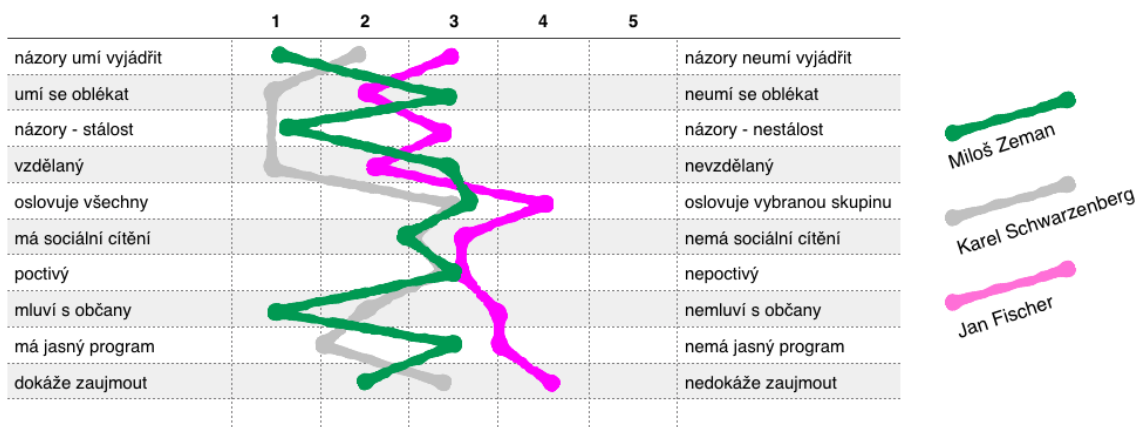 1 2 3 4 5
názory umí vyjádřit názory neumí vyjádřit
umí se oblékat neumí se oblékat
názory - stálost názory - nestálost
vzdělaný nevzdělaný
oslovuje všechny oslovuje vybranou skupinu
má sociální cítění nemá sociální cítění
poctivý nepoctivý
mluví s občany nemluví s občany
má jasný program nemá jasný program
dokáže zaujmout nedokáže zaujmout
Miloš Zeman
Karel Schwarzenberg
Jan Fischer